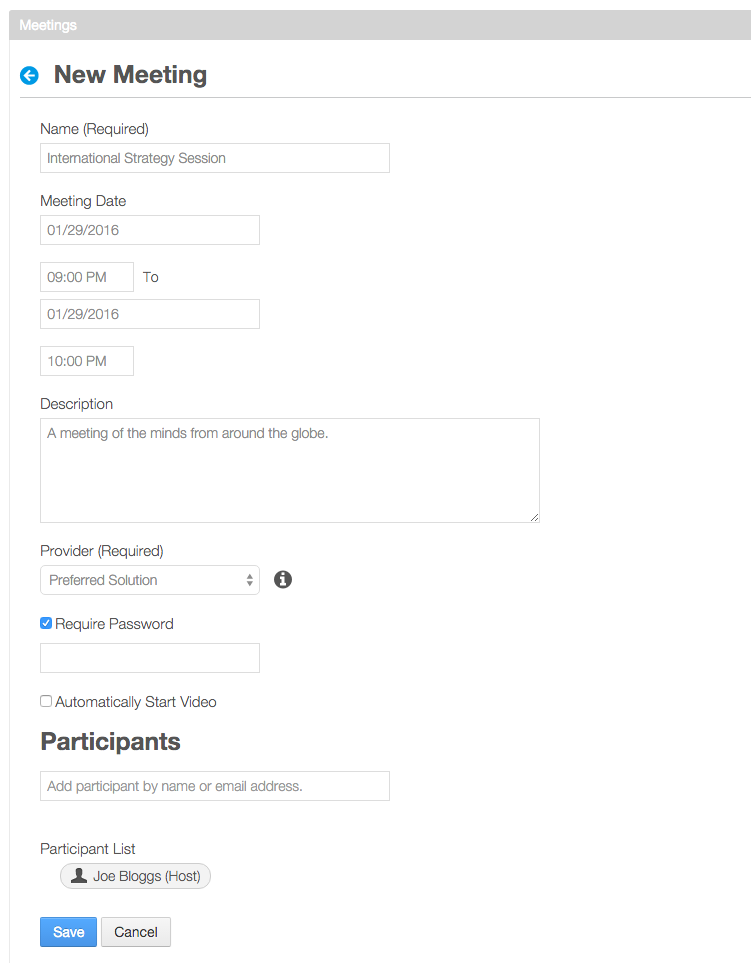 Meetings
New Meeting
Name (Required)
International Strategy Session
Meeting Date
01/29/2016
09:00 PM To
01/29/2016
10:00 PM
Description
A meeting of the minds from around the globe.
Provider (Required)
Preferred Solution
Require Password
Automatically Start Video
Participants
Add participant by name or email address.
Participant List
Joe Bloggs (Host)
Save Cancel